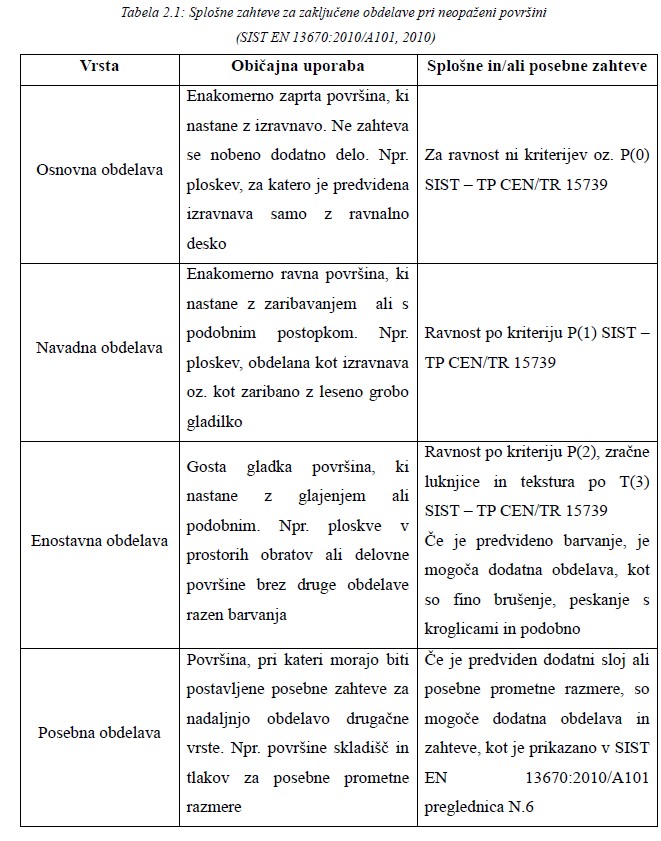 Tabela 2.1: Splošne zahteve za zaključene obdelave pri neopaženi površini
(SIST EN 13670:2010/A101, 2010)
Vrsta
Običajna uporaba
Splošne in/ali posebne zahteve
Osnovna obdelava
Enakomerno zaprta površina, ki
nastane z izravnavo. Ne zahteva
se nobeno dodatno delo. Npr.
ploskev, za katero je predvidena
izravnava samo z ravnalno
desko
Za ravnost ni kriterijev oz. P(0)
SIST – TP CEN/TR 15739
Navadna obdelava
Enakomerno ravna površina, ki
nastane z zaribavanjem ali s
podobnim postopkom. Npr.
ploskev, obdelana kot izravnava
oz. kot zaribano z leseno grobo
gladilko
Ravnost po kriteriju P(1) SIST –
TP CEN/TR 15739
Enostavna obdelava
Gosta gladka površina, ki
nastane z glajenjem ali
podobnim. Npr. ploskve v
prostorih obratov ali delovne
površine brez druge obdelave
razen barvanja
Ravnost po kriteriju P(2), zračne
luknjice in tekstura po T(3)
SIST – TP CEN/TR 15739
Če je predvideno barvanje, je
mogoča dodatna obdelava, kot
so fino brušenje, peskanje s
kroglicami in podobno
Posebna obdelava
Površina, pri kateri morajo biti
postavljene posebne zahteve za
nadaljnjo obdelavo drugačne
vrste. Npr. površine skladišč in
tlakov za posebne prometne
razmere
Če je predviden dodatni sloj ali
posebne prometne razmere, so
mogoče dodatna obdelava in
zahteve, kot je prikazano v SIST
EN 13670:2010/A101
preglednica N.6